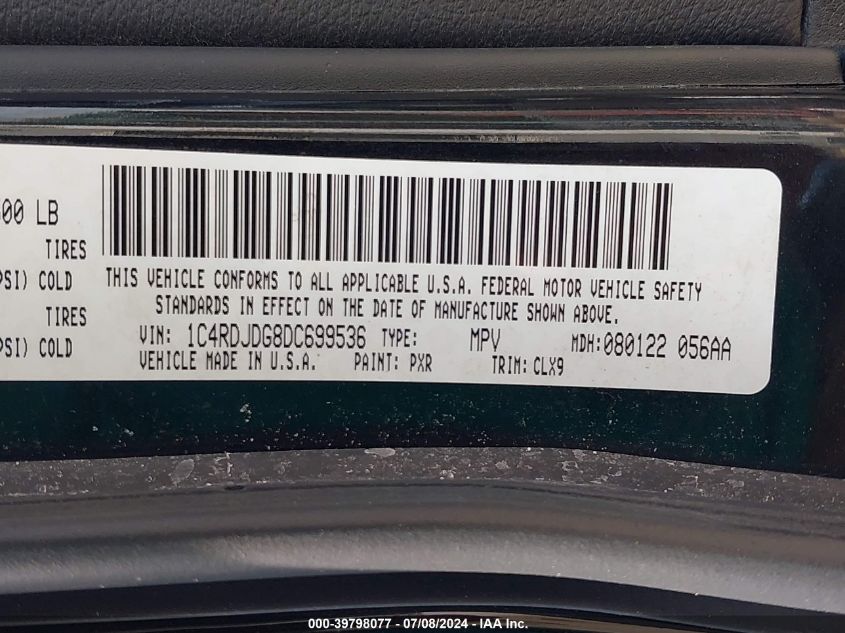 00 LB
TIRES
PSI) COLD
THIS VEHICLE CONFORMS TO ALL APPLICABLE U.S.A. FEDERAL MOTOR VEHICLE SAFETY
STANDARDS IN EFFECT ON THE DATE OF MANUFACTURE SHOWN ABOVE.
TIRES
VIN: 1C4RDJDG8DC699536 TYPE: MPV MDH:080122 056AA
PSI) COLD
VEHICLE MADE IN U.S.A. PAINT: PXR TRIM: CLX9
000-39798077 - 07/08/2024 - IAA Inc.